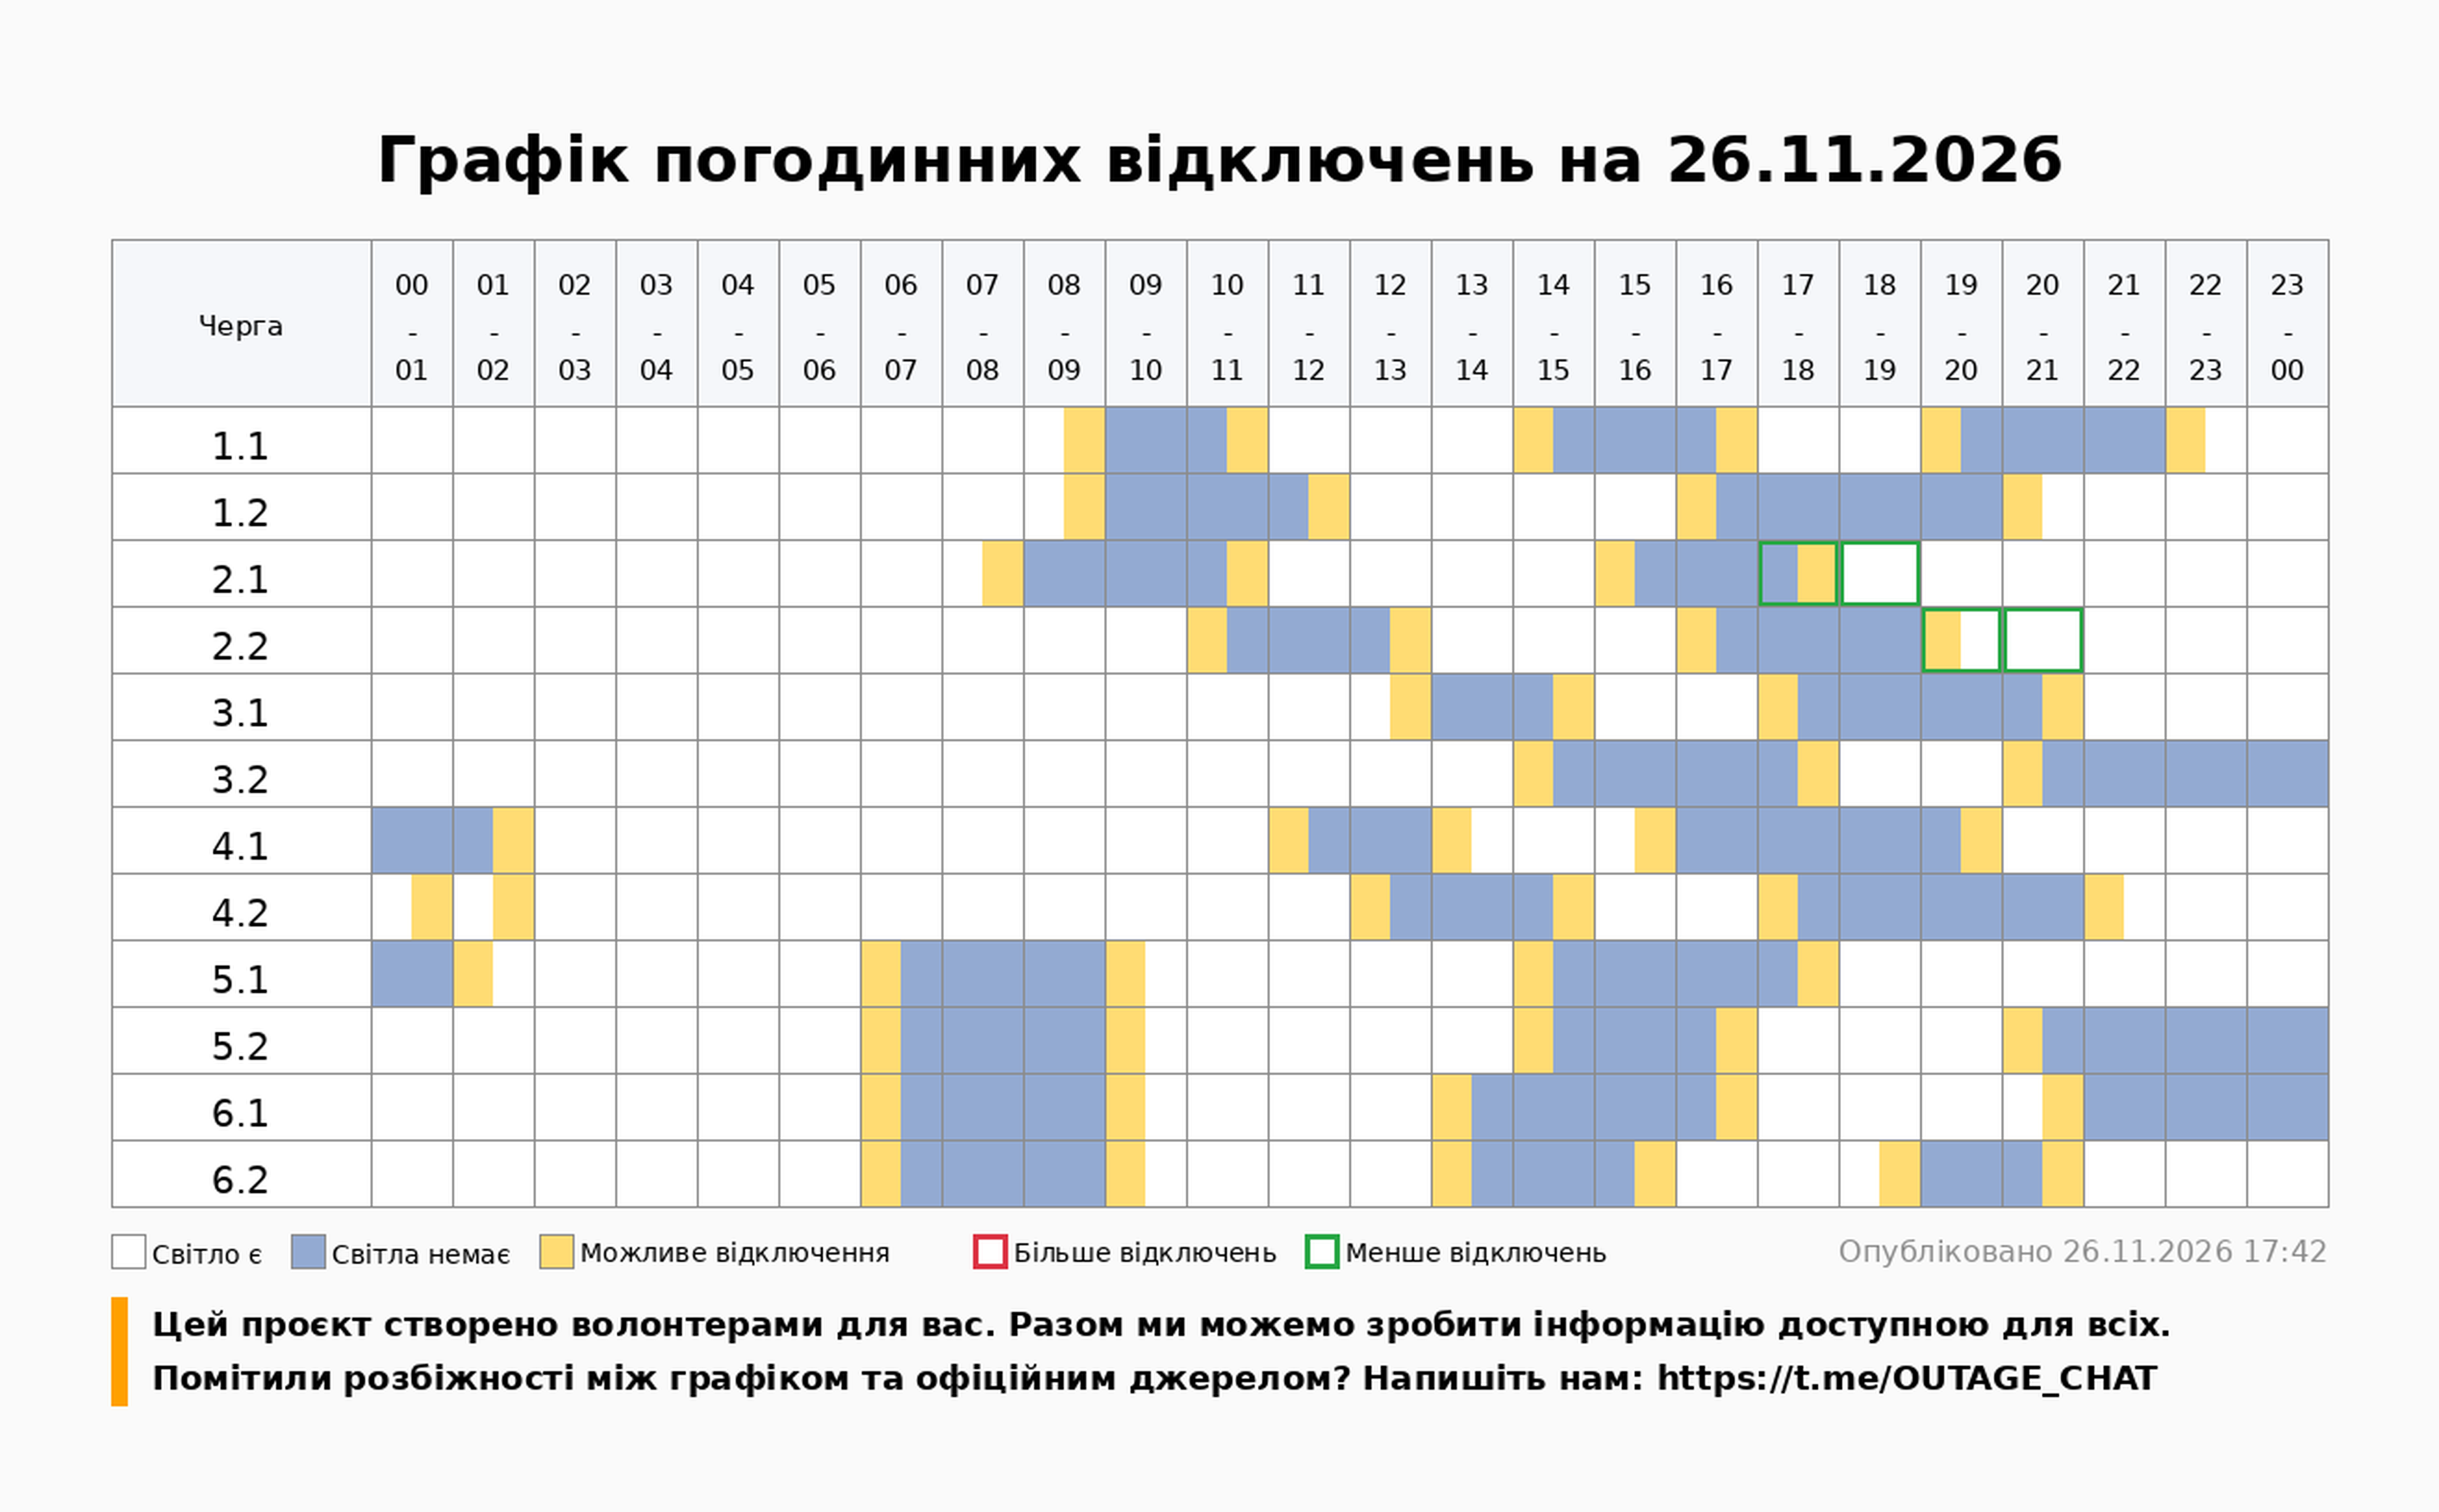 Графік погодинних відключень на 26.11.2026
Черга 00 - 01 01 - 02 02 - 03 03 - 04 04 - 05 05 - 06 06 - 07 07 - 08 08 - 09 09 - 10 10 - 11 11 - 12 12 - 13 13 - 14 14 - 15 15 - 16 16 - 17 17 - 18 18 - 19 19 - 20 20 - 21 21 - 22 22 - 23 23 - 00
1.1
1.2
2.1
2.2
3.1
3.2
4.1
4.2
5.1
5.2
6.1
6.2
Світло є Світла немає Можливе відключення Більше відключень Менше відключень Опубліковано 26.11.2026 17:42
Цей проєкт створено волонтерами для вас. Разом ми можемо зробити інформацію доступною для всіх.
Помітили розбіжності між графіком та офіційним джерелом? Напишіть нам: https://t.me/OUTAGE_CHAT